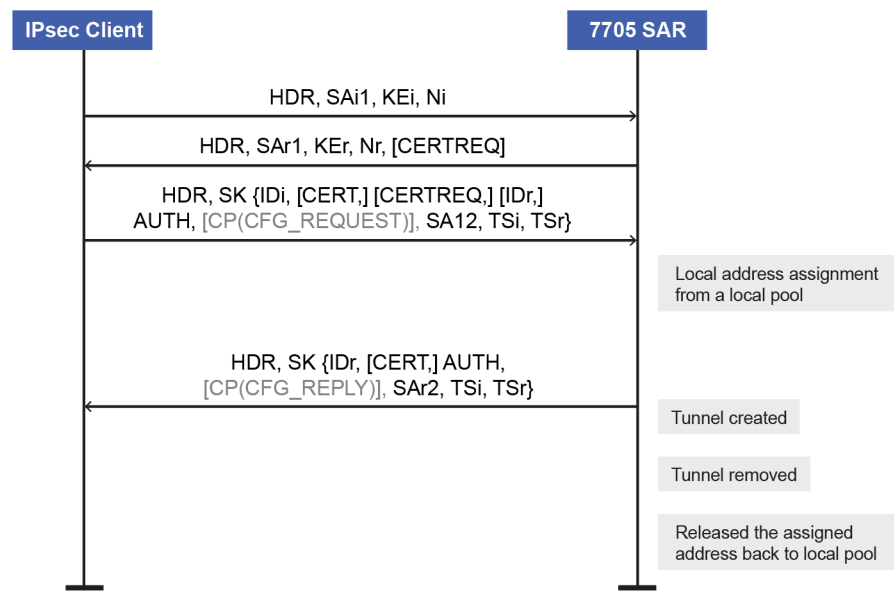 IPsec Client
7705 SAR
HDR, SAi1, KEi, Ni
HDR, SAr1, KEr, Nr, [CERTREQ]
HDR, SK {IDi, [CERT,] [CERTREQ,] [IDr,]
AUTH, [CP(CFG_REQUEST)], SA12, TSi, TSr}
Local address assignment
from a local pool
HDR, SK {IDr, [CERT,] AUTH,
[CP(CFG_REPLY)], SAr2, TSi, TSr}
Tunnel created
Tunnel removed
Released the assigned
address back to local pool